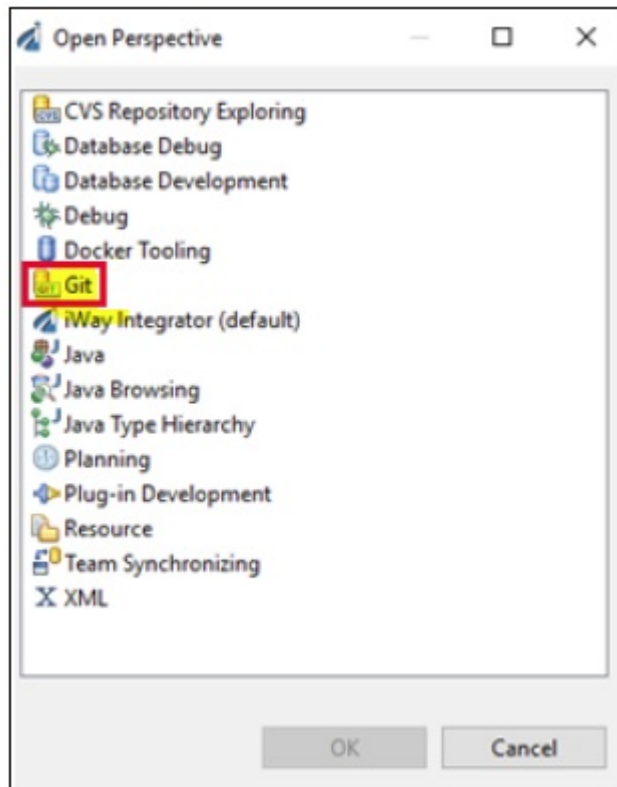 Open Perspective
CVS Repository Exploring
Database Debug
Database Development
Debug
Docker Tooling
Git
iWay Integrator (default)
Java
Java Browsing
Java Type Hierarchy
Planning
Plug-in Development
Resource
Team Synchronizing
XML
OK
Cancel